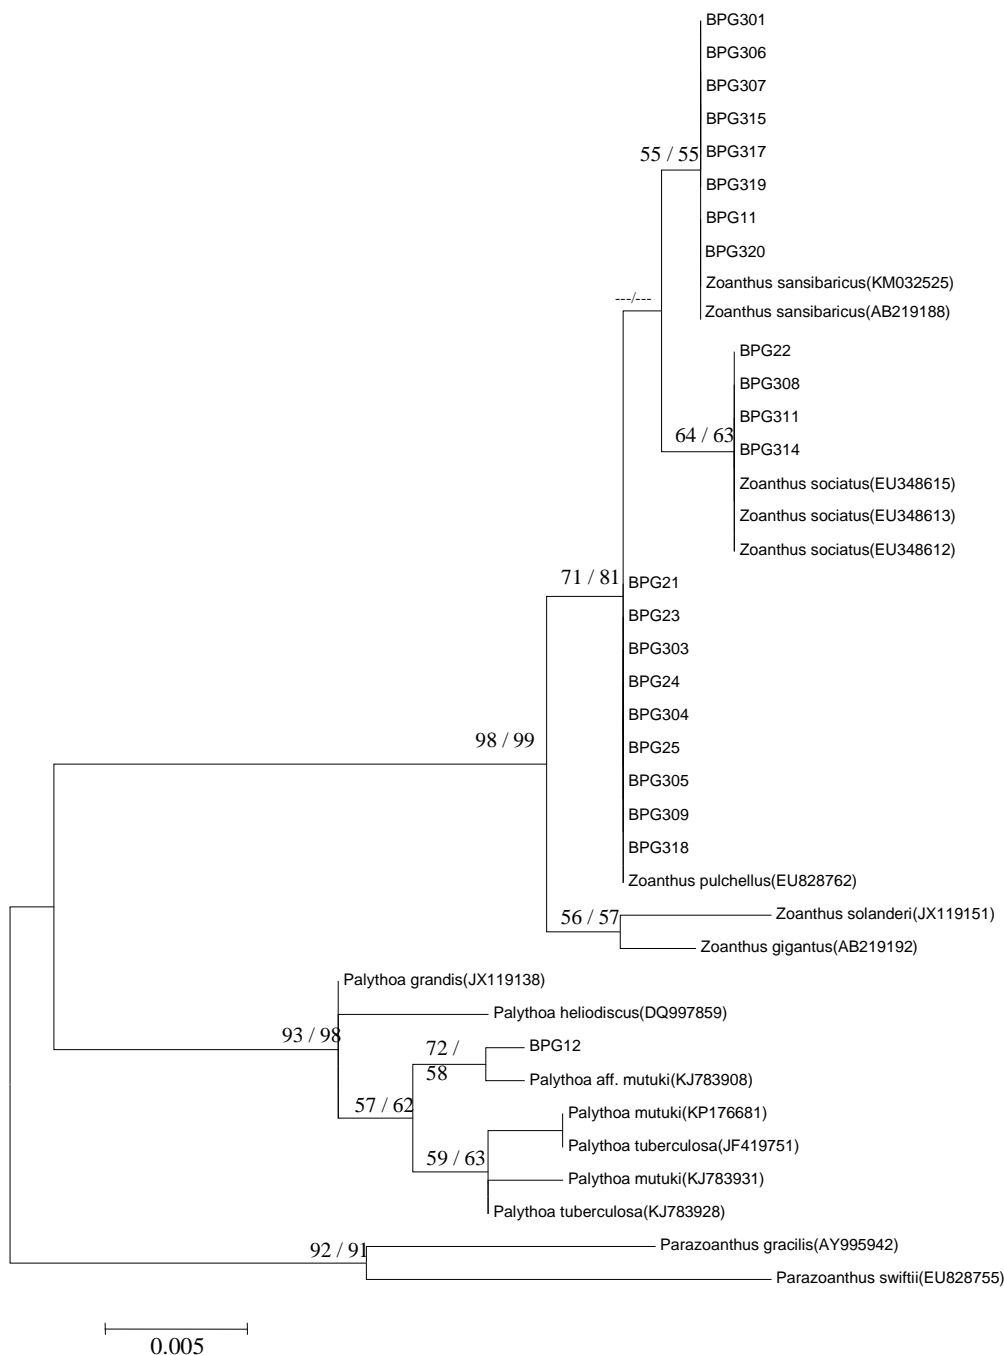 BPG301
BPG306
BPG307
BPG315
55 / 55
BPG317
BPG319
BPG11
BPG320
Zoanthus sansibaricus(KM032525)
---/---
Zoanthus sansibaricus(AB219188)
BPG22
BPG308
BPG311
64 / 63
BPG314
Zoanthus sociatus(EU348615)
Zoanthus sociatus(EU348613)
Zoanthus sociatus(EU348612)
71 / 81
BPG21
BPG23
BPG303
BPG24
BPG304
98 / 99
BPG25
BPG305
BPG309
BPG318
Zoanthus pulchellus(EU828762)
56 / 57
Zoanthus solanderi(JX119151)
Zoanthus gigantus(AB219192)
Palythoa grandis(JX119138)
Palythoa heliodiscus(DQ997859)
93 / 98
72 /
58
BPG12
Palythoa aff. mutuki(KJ783908)
57 / 62
Palythoa mutuki(KP176681)
Palythoa tuberculosa(JF419751)
59 / 63
Palythoa mutuki(KJ783931)
Palythoa tuberculosa(KJ783928)
92 / 91
Parazoanthus gracilis(AY995942)
Parazoanthus swiftii(EU828755)
0.005